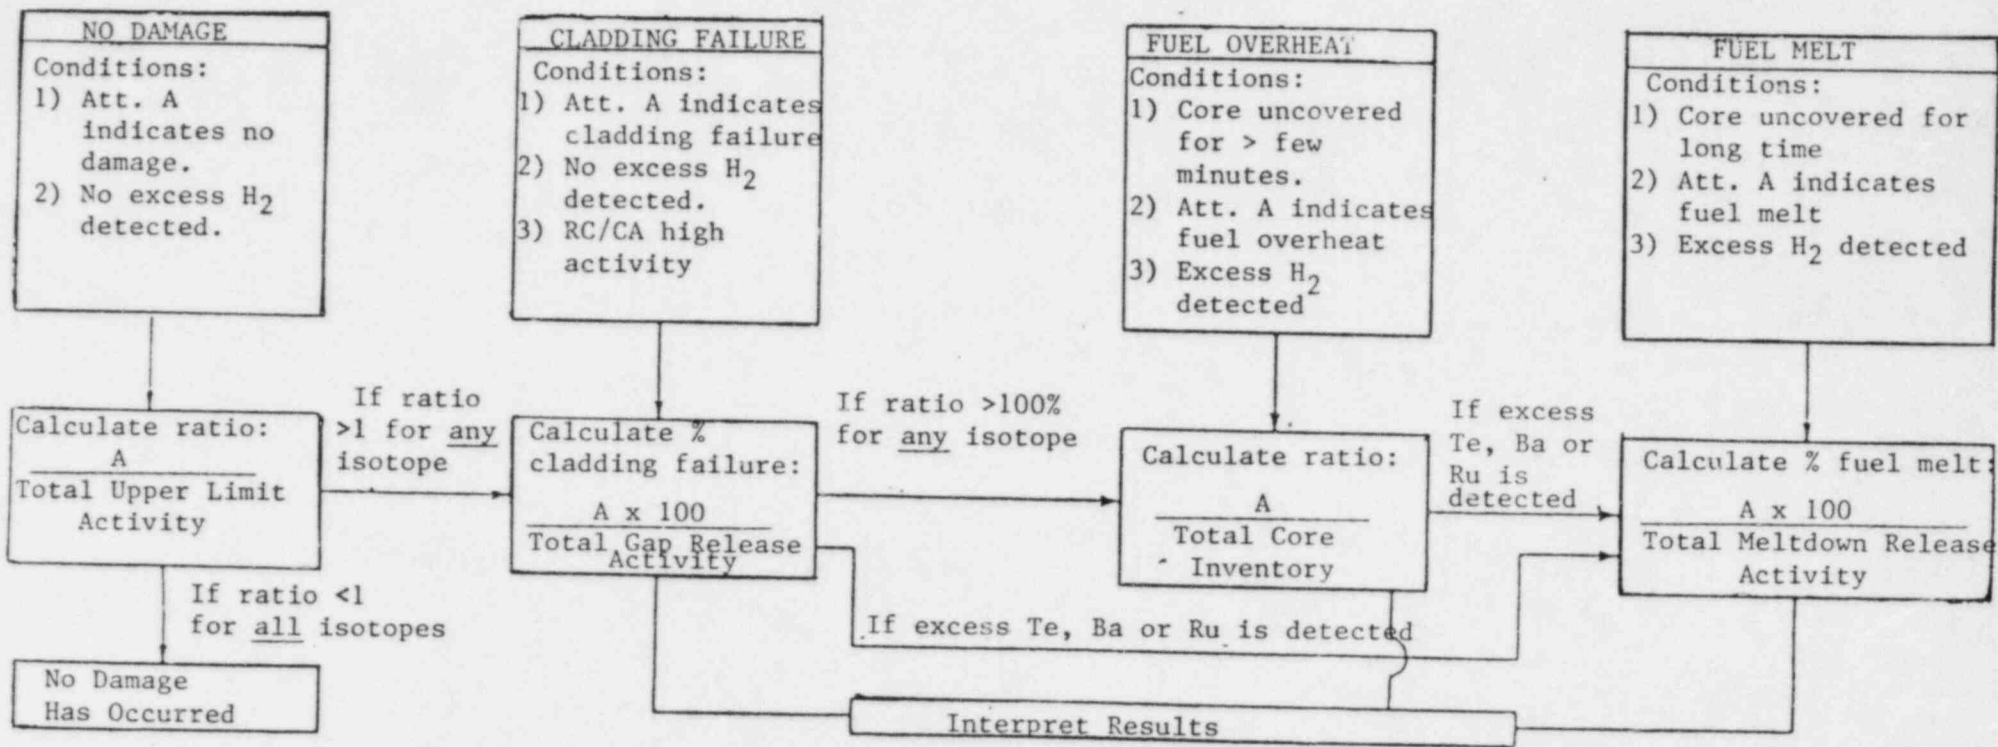 NO DAMAGE
Conditions:
1) Att. A
indicates no
damage.
2) No excess H2
detected.
CLADDING FAILURE
Conditions:
1) Att. A indicates
cladding failure
2) No excess H2
detected.
3) RC/CA high
activity
FUEL OVERHEAT
Conditions:
1) Core uncovered
for > few
minutes.
2) Att. A indicates
fuel overheat
3) Excess H2
detected
FUEL MELT
Conditions:
1) Core uncovered for
long time
2) Att. A indicates
fuel melt
3) Excess H2 detected
Calculate ratio:
A
Total Upper Limit
Activity
If ratio
>1 for any
isotope
Calculate %
cladding failure:
A x 100
Total Gap Release
Activity
If ratio >100%
for any isotope
Calculate ratio:
A
Total Core
Inventory
If excess
Te, Ba or
Ru is
detected
Calculate % fuel melt:
A x 100
Total Meltdown Release
Activity
If ratio <1
for all isotopes
If excess Te, Ba or Ru is detected
No Damage
Has Occurred
Interpret Results